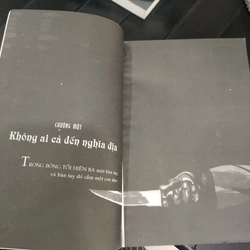 CHƯƠNG MỘT
Không ai cả đến nghĩa địa
TRONG BÓNG TỐI HIỆN RA một bàn tay
và bàn tay đó cầm một con dao